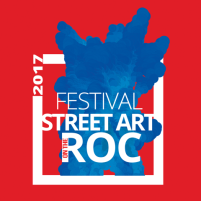 2017
FESTIVAL
STREET ART
ON THE
ROC